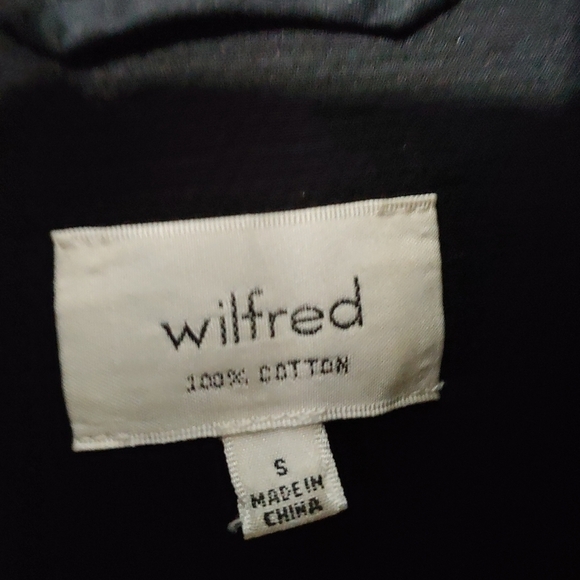 wilfred
100% COTTON
S
MADE IN
CHINA